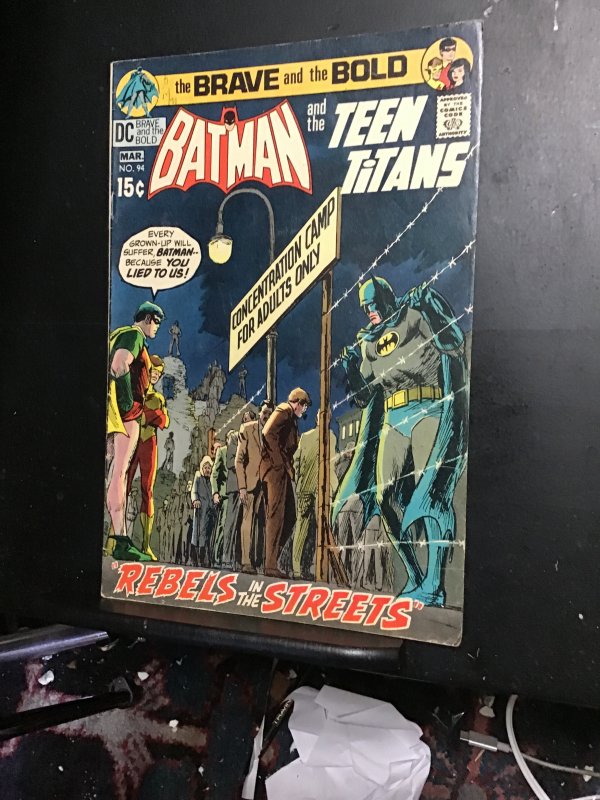 the BRAVE and the BOLD
DC BRAVE and the BOLD
MAR.
NO. 94
15¢
BATMAN
and the
TEEN TITANS
APPROVED
BY THE
COMICS
CODE
AUTHORITY
EVERY
GROWN-UP WILL
SUFFER, BATMAN--
BECAUSE YOU
LIED TO US!
CONCENTRATION CAMP
FOR ADULTS ONLY
"REBELS IN THE STREETS"